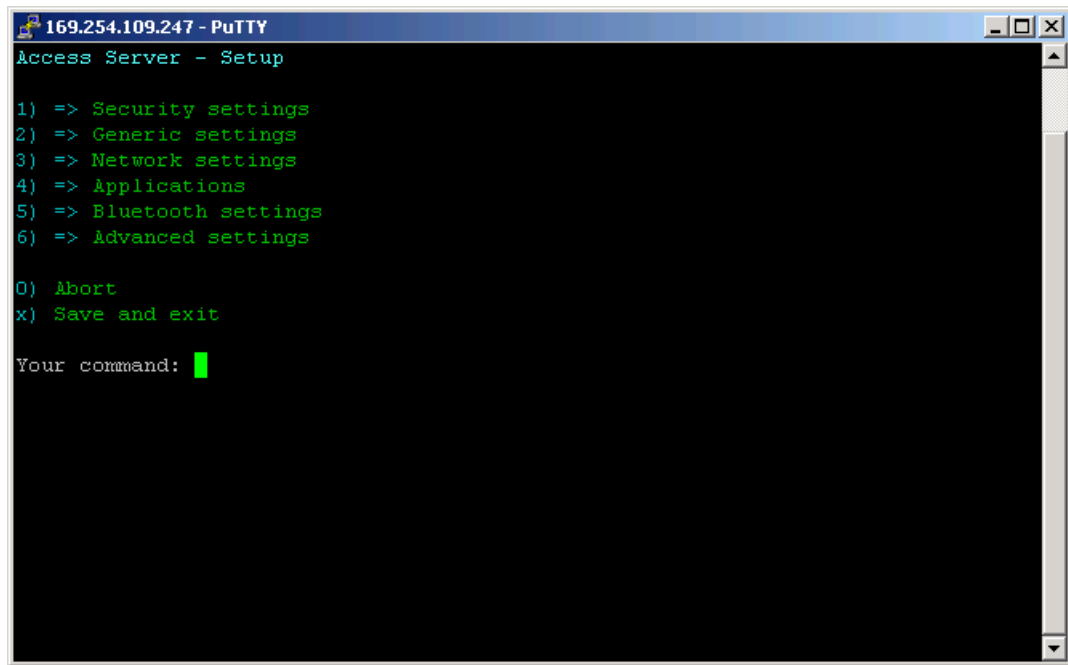 169.254.109.247 - PuTTY
Access Server - Setup
1) => Security settings
2) => Generic settings
3) => Network settings
4) => Applications
5) => Bluetooth settings
6) => Advanced settings
0) Abort
x) Save and exit
Your command: